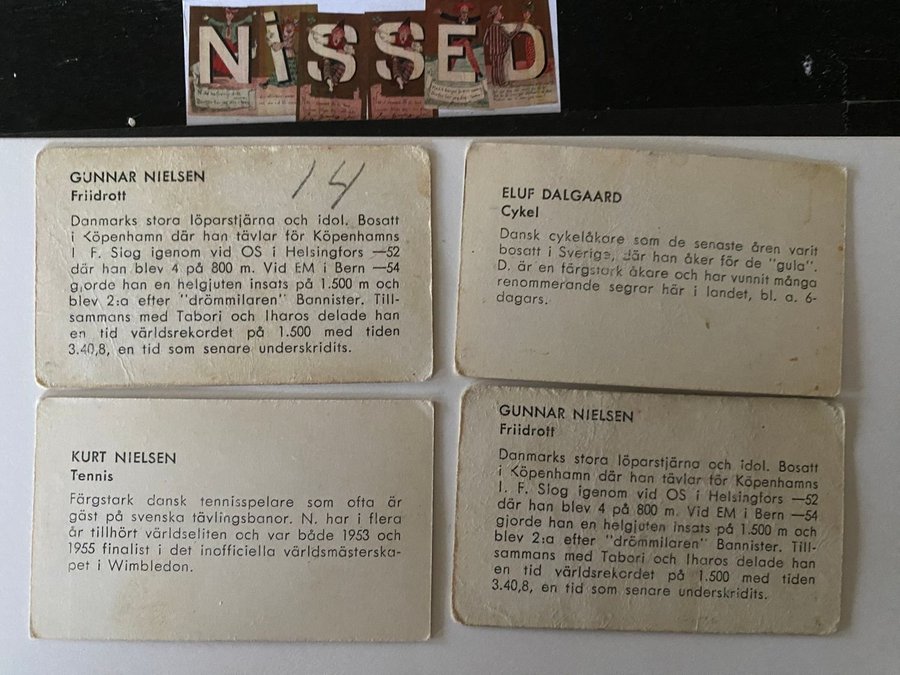 NiSSED
GUNNAR NIELSEN
Friidrott
14
Danmarks stora löparstjärna och idol. Bosatt
i Köpenhamn där han tävlar för Köpenhamns
I. F. Slog igenom vid OS i Helsingfors —52
där han blev 4 på 800 m. Vid EM i Bern —54
gjorde han en helgjuten insats på 1.500 m och
blev 2:a efter "drömmilaren" Bannister. Till-
sammans med Tabori och Iharos delade han
en tid världsrekordet på 1.500 med tiden
3.40,8, en tid som senare underskridits.
ELUF DALGAARD
Cykel
Dansk cykelåkare som de senaste åren varit
bosatt i Sverige, där han åker för de "gula".
D. är en färgstark åkare och har vunnit många
renommerande segrar här i landet, bl. a. 6-
dagars.
KURT NIELSEN
Tennis
Färgstark dansk tennisspelare som ofta är
gäst på svenska tävlingsbanor. N. har i flera
år tillhört världseliten och var både 1953 och
1955 finalist i det inofficiella världsmästerska-
pet i Wimbledon.
GUNNAR NIELSEN
Friidrott
Danmarks stora löparstjärna och idol. Bosatt
i Köpenhamn där han tävlar för Köpenhamns
I. F. Slog igenom vid OS i Helsingfors —52
där han blev 4 på 800 m. Vid EM i Bern —54
gjorde han en helgjuten insats på 1.500 m och
blev 2:a efter "drömmilaren" Bannister. Till-
sammans med Tabori och Iharos delade han
en tid världsrekordet på 1.500 med tiden
3.40,8, en tid som senare underskridits.